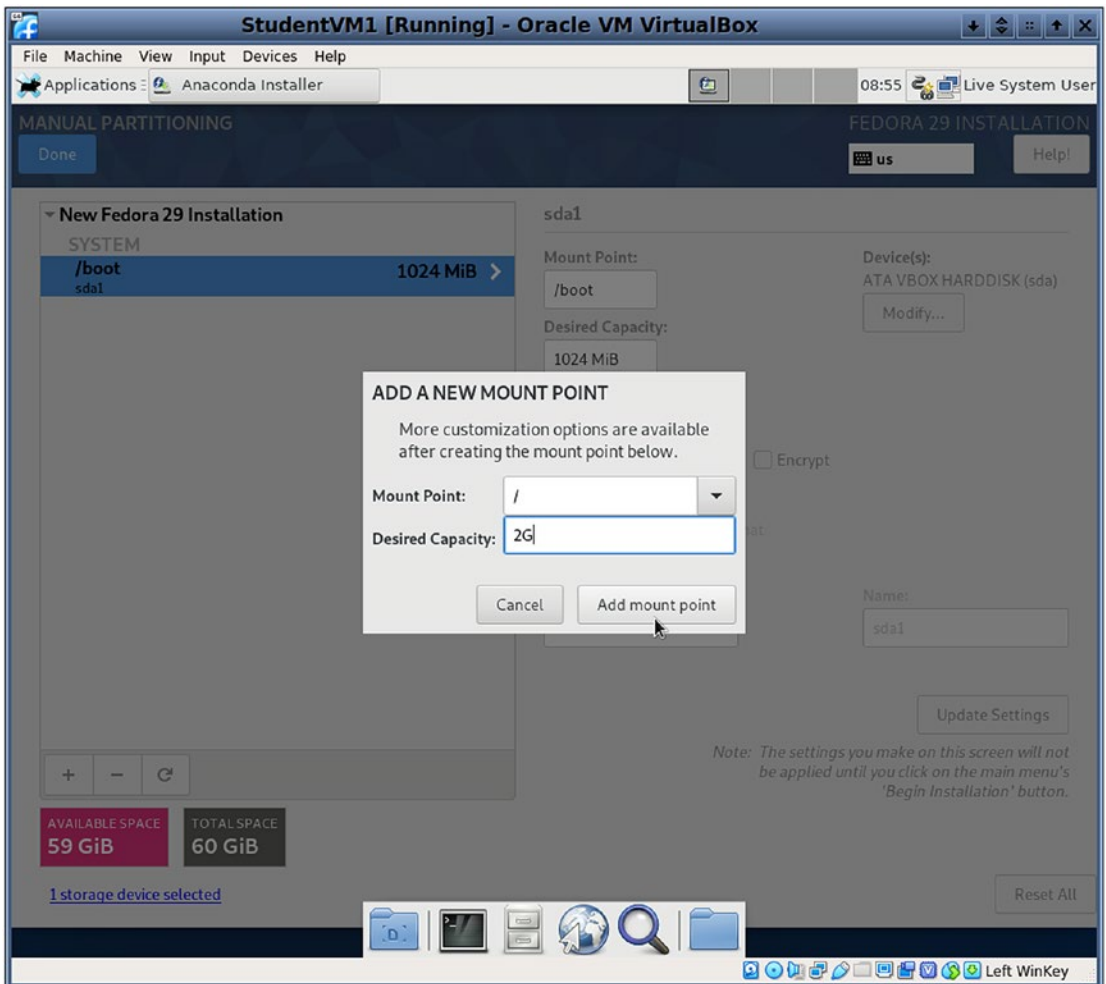 StudentVM1 [Running] - Oracle VM VirtualBox
File Machine View Input Devices Help
Applications Anaconda Installer 08:55 Live System User
MANUAL PARTITIONING FEDORA 29 INSTALLATION
Done us Help!
New Fedora 29 Installation sda1
SYSTEM
/boot 1024 MiB
sda1
Mount Point: Device(s):
/boot ATA VBOX HARDDISK (sda)
Modify...
Desired Capacity:
1024 MiB
ADD A NEW MOUNT POINT
More customization options are available
after creating the mount point below.
Encrypt
Mount Point: /
Desired Capacity: 2G
Cancel Add mount point
Name:
sda1
Update Settings
Note: The settings you make on this screen will not
be applied until you click on the main menu's
'Begin Installation' button.
+ -
AVAILABLE SPACE TOTAL SPACE
59 GiB 60 GiB
1 storage device selected Reset All
Left WinKey